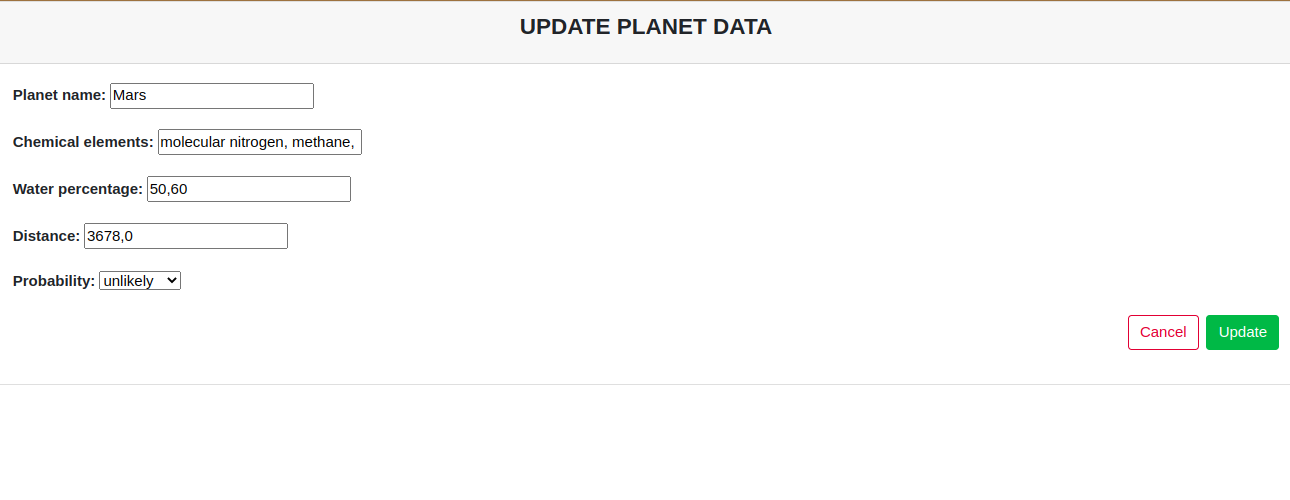 UPDATE PLANET DATA
Planet name: Mars
Chemical elements: molecular nitrogen, methane,
Water percentage: 50,60
Distance: 3678,0
Probability: unlikely
Cancel Update